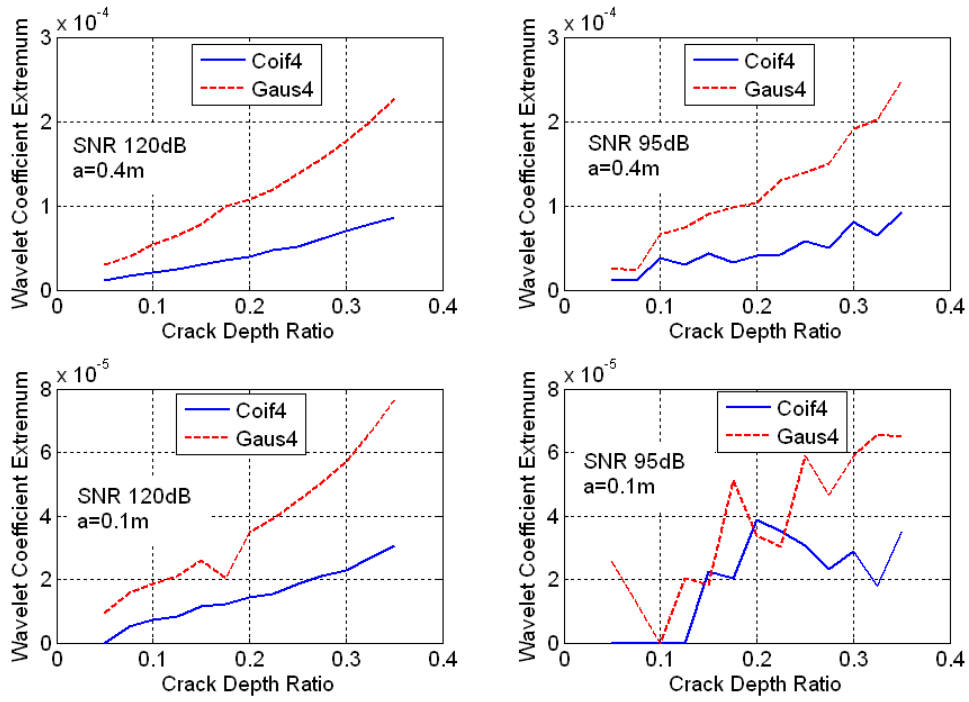 x 10^-4
3
2
1
0
0
0.1
0.2
0.3
0.4
Wavelet Coefficient Extremum
Crack Depth Ratio
Coif4
Gaus4
SNR 120dB
a=0.4m
x 10^-4
3
2
1
0
0
0.1
0.2
0.3
0.4
Wavelet Coefficient Extremum
Crack Depth Ratio
Coif4
Gaus4
SNR 95dB
a=0.4m
x 10^-5
8
6
4
2
0
0
0.1
0.2
0.3
0.4
Wavelet Coefficient Extremum
Crack Depth Ratio
Coif4
Gaus4
SNR 120dB
a=0.1m
x 10^-5
8
6
4
2
0
0
0.1
0.2
0.3
0.4
Wavelet Coefficient Extremum
Crack Depth Ratio
Coif4
Gaus4
SNR 95dB
a=0.1m